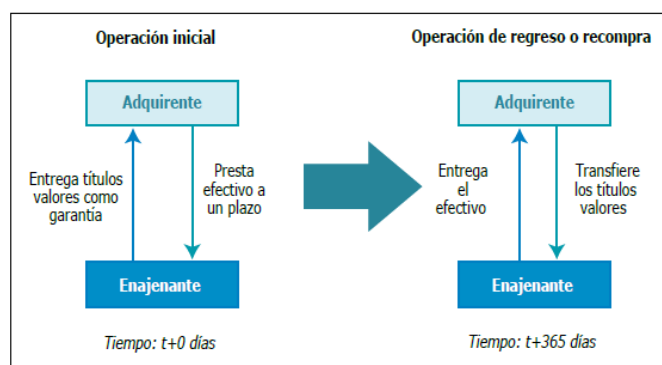 Operación inicial
Adquirente
Entrega títulos
valores como
garantía
Presta
efectivo a
un plazo
Enajenante
Tiempo: t+0 días
Operación de regreso o recompra
Adquirente
Entrega
el
efectivo
Transfiere
los títulos
valores
Enajenante
Tiempo: t+365 días